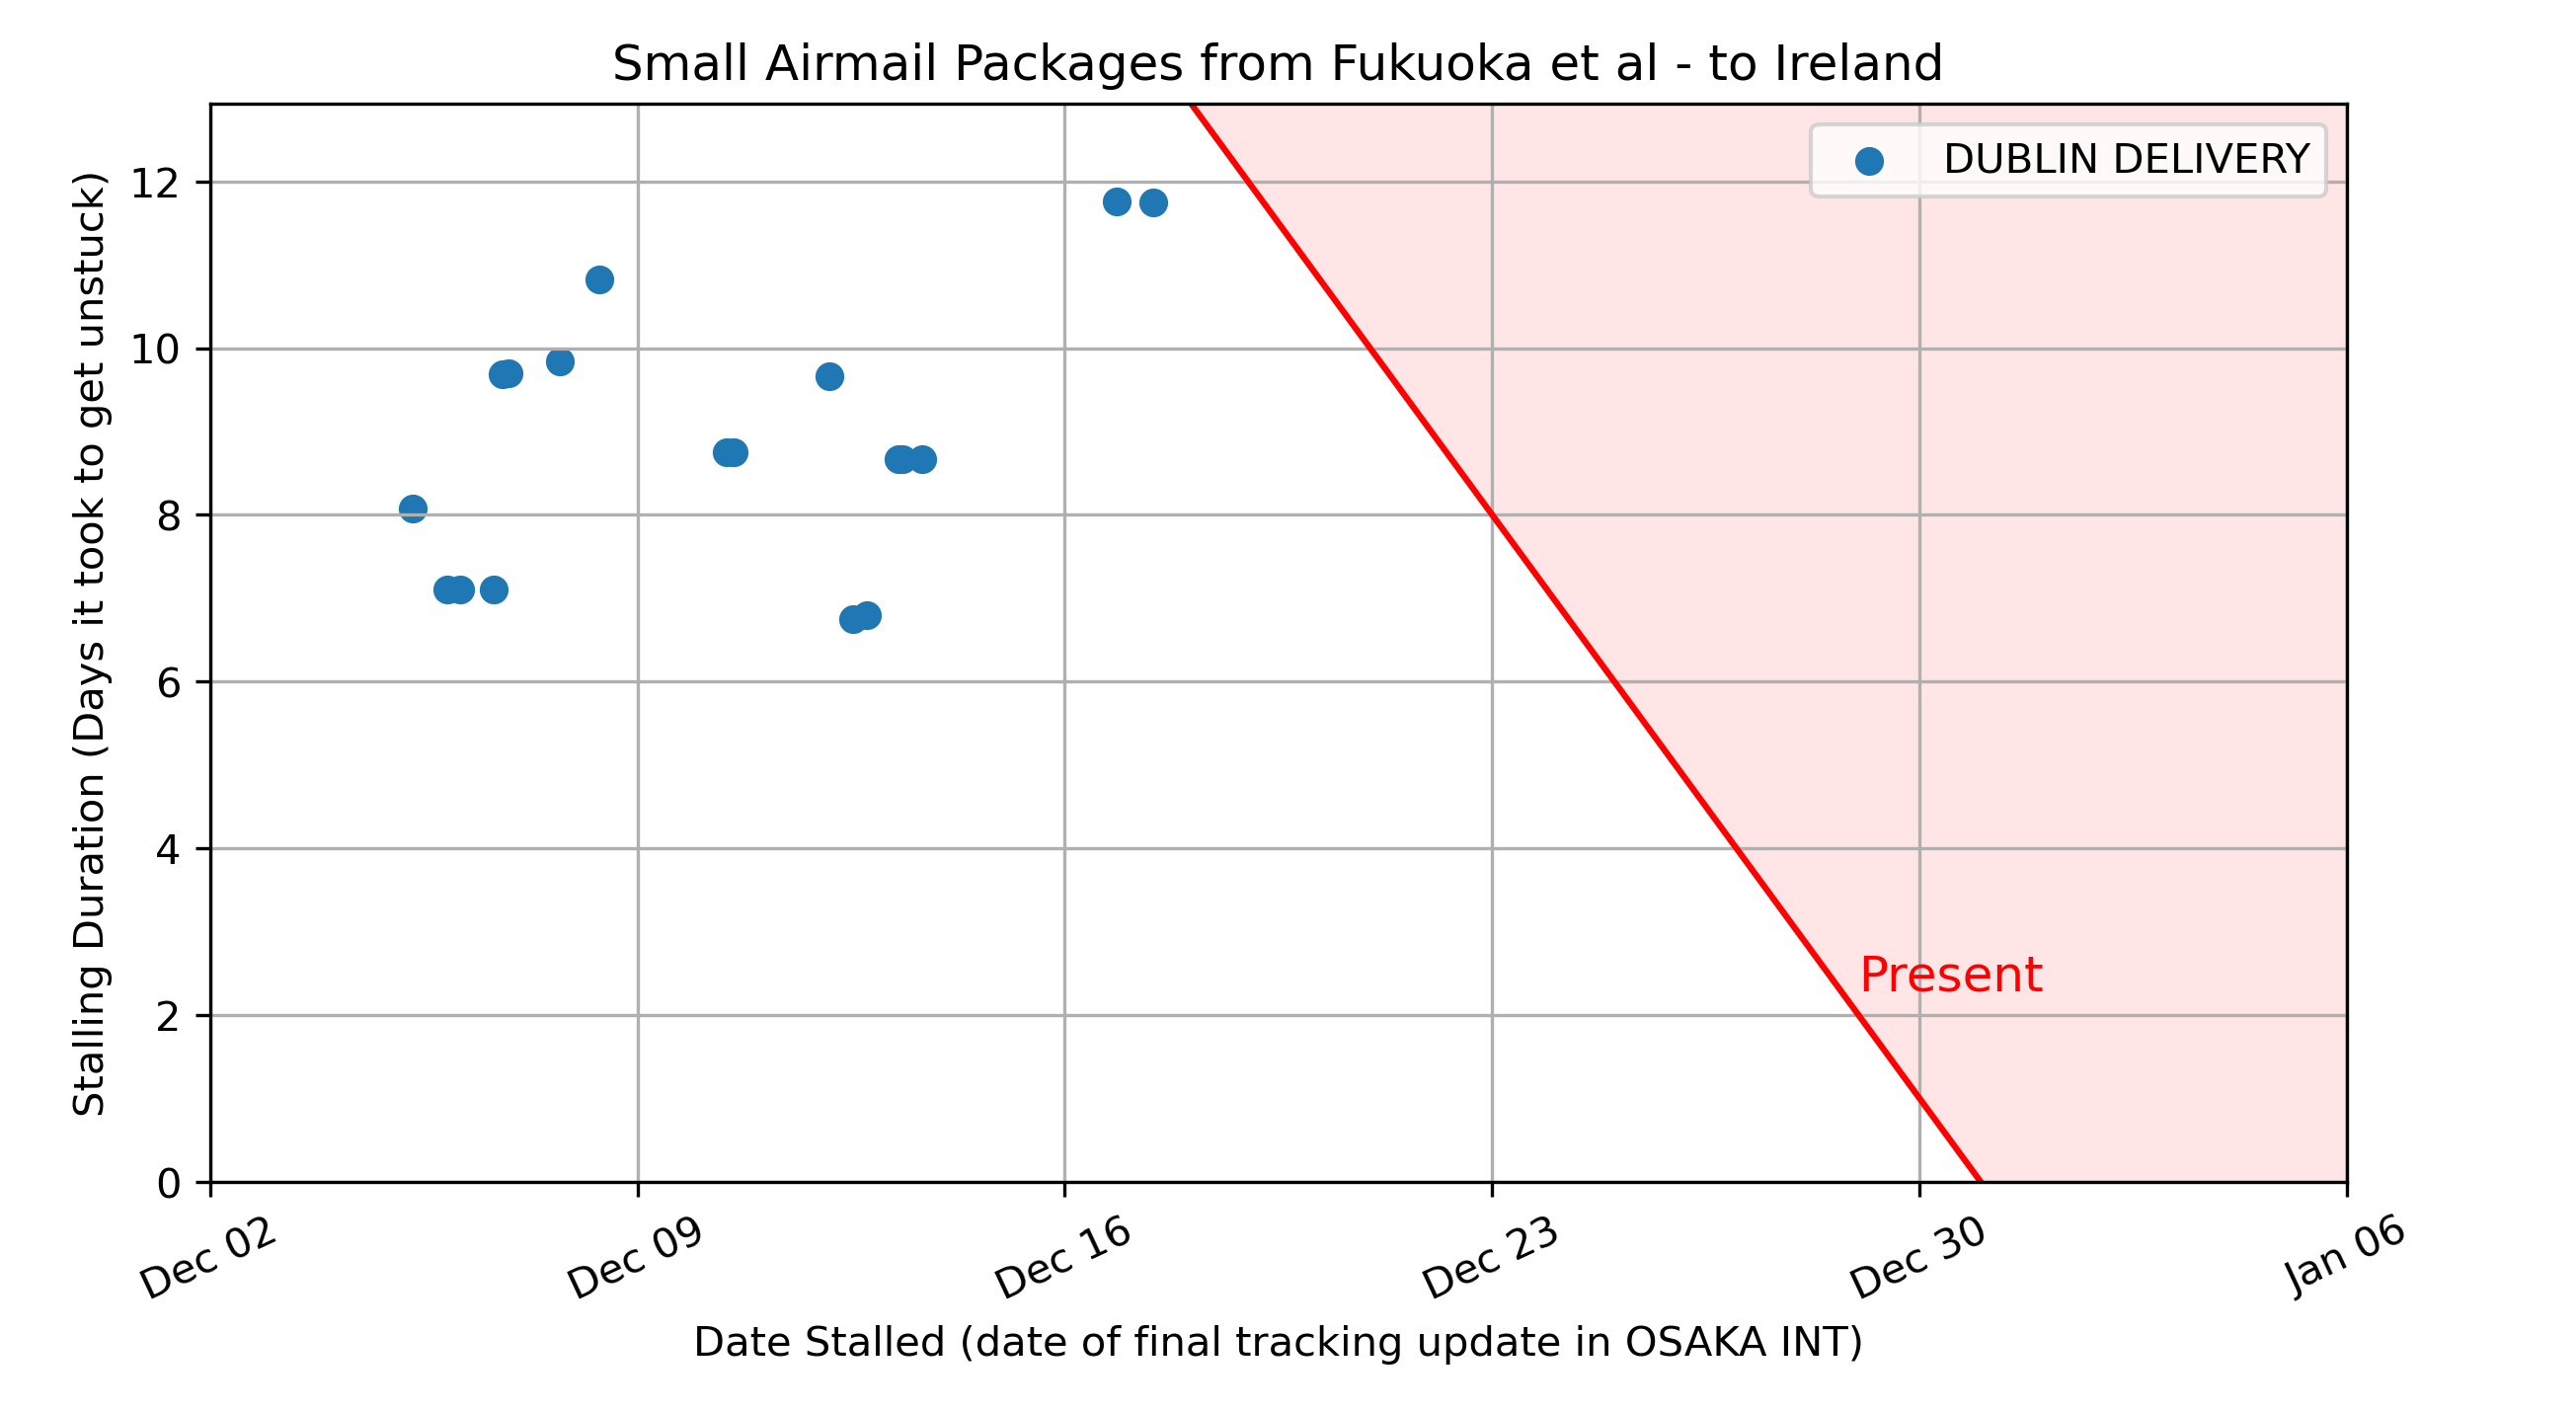 Small Airmail Packages from Fukuoka et al - to Ireland
DUBLIN DELIVERY
Stalling Duration (Days it took to get unstuck)
12
10
8
6
4
2
0
Present
Dec 02
Dec 09
Dec 16
Dec 23
Dec 30
Jan 06
Date Stalled (date of final tracking update in OSAKA INT)